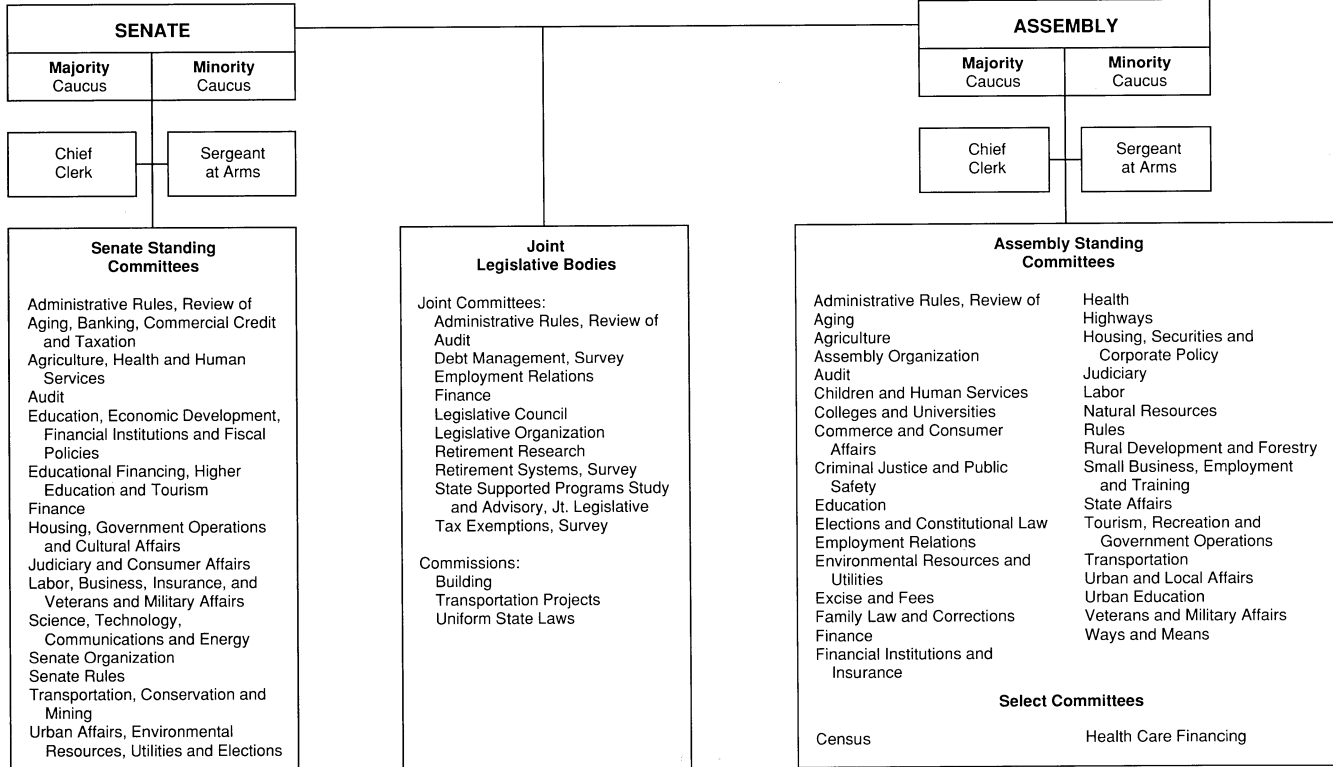 SENATE
Majority
Caucus
Minority
Caucus
Chief
Clerk
Sergeant
at Arms
Senate Standing
Committees
Administrative Rules, Review of
Aging, Banking, Commercial Credit
and Taxation
Agriculture, Health and Human
Services
Audit
Education, Economic Development,
Financial Institutions and Fiscal
Policies
Educational Financing, Higher
Education and Tourism
Finance
Housing, Government Operations
and Cultural Affairs
Judiciary and Consumer Affairs
Labor, Business, Insurance, and
Veterans and Military Affairs
Science, Technology,
Communications and Energy
Senate Organization
Senate Rules
Transportation, Conservation and
Mining
Urban Affairs, Environmental
Resources, Utilities and Elections
Joint
Legislative Bodies
Joint Committees:
Administrative Rules, Review of
Audit
Debt Management, Survey
Employment Relations
Finance
Legislative Council
Legislative Organization
Retirement Research
Retirement Systems, Survey
State Supported Programs Study
and Advisory, Jt. Legislative
Tax Exemptions, Survey
Commissions:
Building
Transportation Projects
Uniform State Laws
ASSEMBLY
Majority
Caucus
Minority
Caucus
Chief
Clerk
Sergeant
at Arms
Assembly Standing
Committees
Administrative Rules, Review of
Aging
Agriculture
Assembly Organization
Audit
Children and Human Services
Colleges and Universities
Commerce and Consumer
Affairs
Criminal Justice and Public
Safety
Education
Elections and Constitutional Law
Employment Relations
Environmental Resources and
Utilities
Excise and Fees
Family Law and Corrections
Finance
Financial Institutions and
Insurance
Health
Highways
Housing, Securities and
Corporate Policy
Judiciary
Labor
Natural Resources
Rules
Rural Development and Forestry
Small Business, Employment
and Training
State Affairs
Tourism, Recreation and
Government Operations
Transportation
Urban and Local Affairs
Urban Education
Veterans and Military Affairs
Ways and Means
Select Committees
Census
Health Care Financing